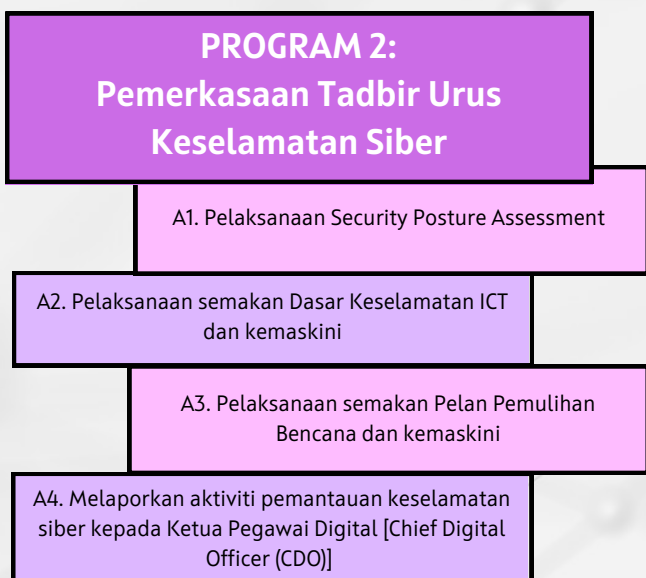 PROGRAM 2:
Pemerkasaan Tadbir Urus
Keselamatan Siber
A1. Pelaksanaan Security Posture Assessment
A2. Pelaksanaan semakan Dasar Keselamatan ICT
dan kemaskini
A3. Pelaksanaan semakan Pelan Pemulihan
Bencana dan kemaskini
A4. Melaporkan aktiviti pemantauan keselamatan
siber kepada Ketua Pegawai Digital [Chief Digital
Officer (CDO)]